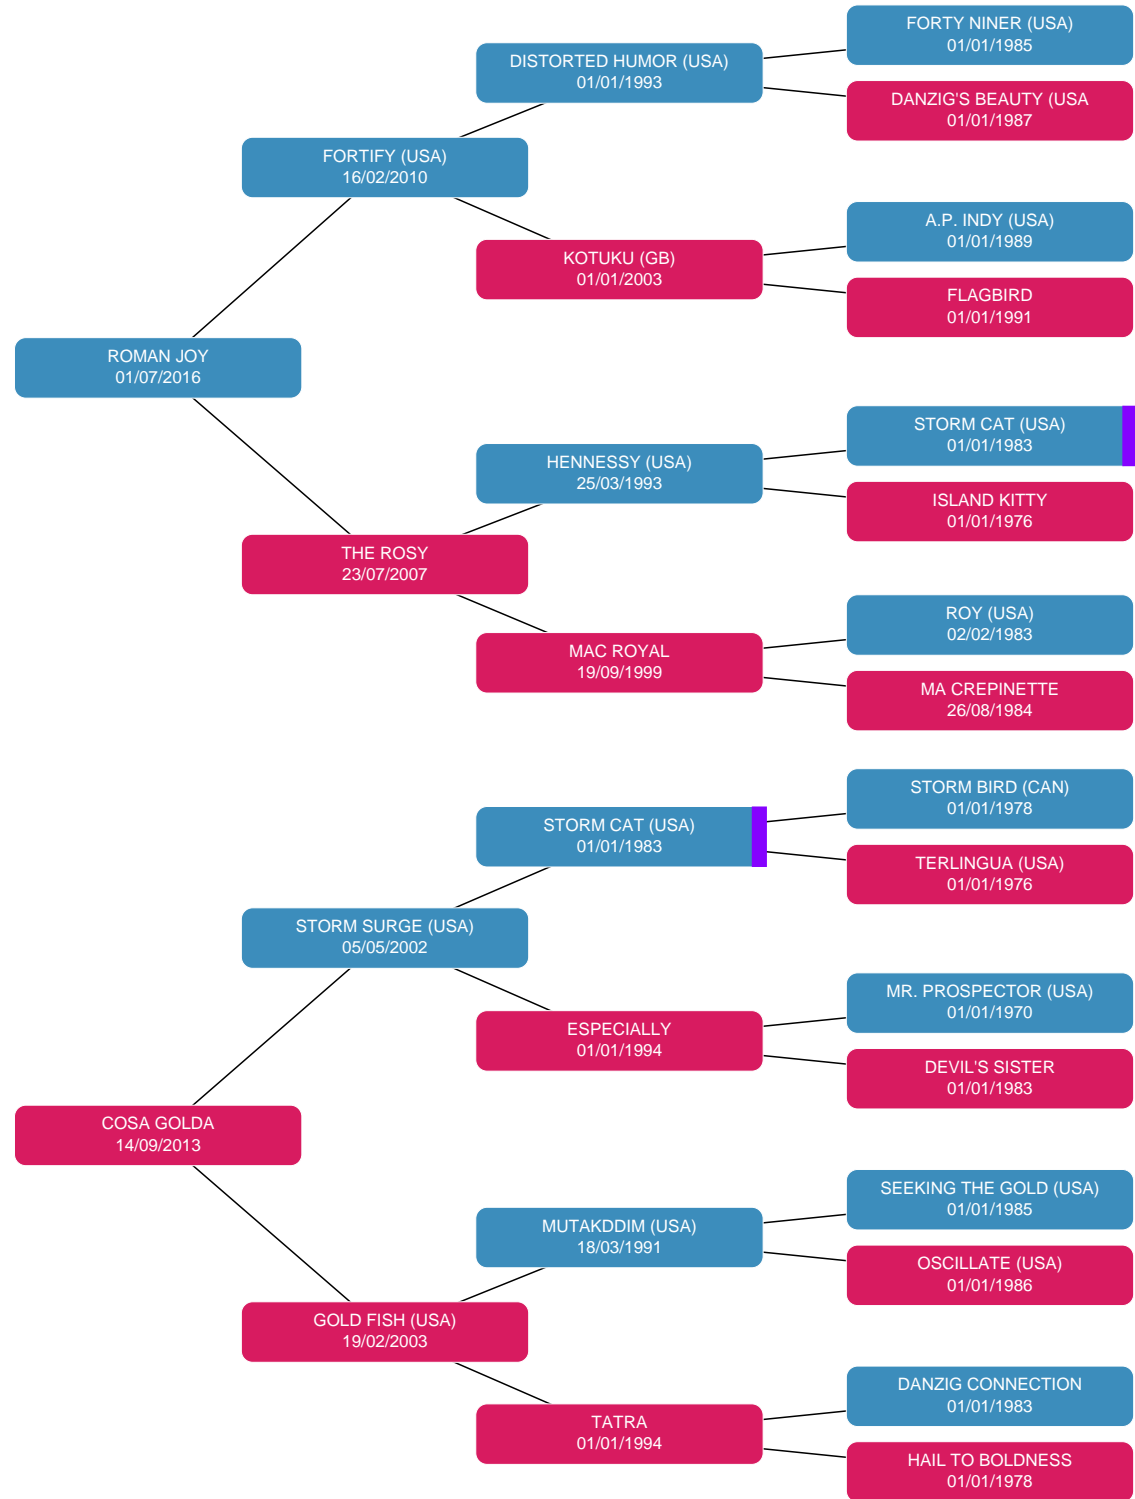 FORTY NINER (USA)
01/01/1985
DISTORTED HUMOR (USA)
01/01/1993
DANZIG'S BEAUTY (USA
01/01/1987
FORTIFY (USA)
16/02/2010
A.P. INDY (USA)
01/01/1989
KOTUKU (GB)
01/01/2003
FLAGBIRD
01/01/1991
ROMAN JOY
01/07/2016
STORM CAT (USA)
01/01/1983
HENNESSY (USA)
25/03/1993
ISLAND KITTY
01/01/1976
THE ROSY
23/07/2007
ROY (USA)
02/02/1983
MAC ROYAL
19/09/1999
MA CREPINETTE
26/08/1984
STORM BIRD (CAN)
01/01/1978
STORM CAT (USA)
01/01/1983
TERLINGUA (USA)
01/01/1976
STORM SURGE (USA)
05/05/2002
MR. PROSPECTOR (USA)
01/01/1970
ESPECIALLY
01/01/1994
DEVIL'S SISTER
01/01/1983
COSA GOLDA
14/09/2013
SEEKING THE GOLD (USA)
01/01/1985
MUTAKDDIM (USA)
18/03/1991
OSCILLATE (USA)
01/01/1986
GOLD FISH (USA)
19/02/2003
DANZIG CONNECTION
01/01/1983
TATRA
01/01/1994
HAIL TO BOLDNESS
01/01/1978